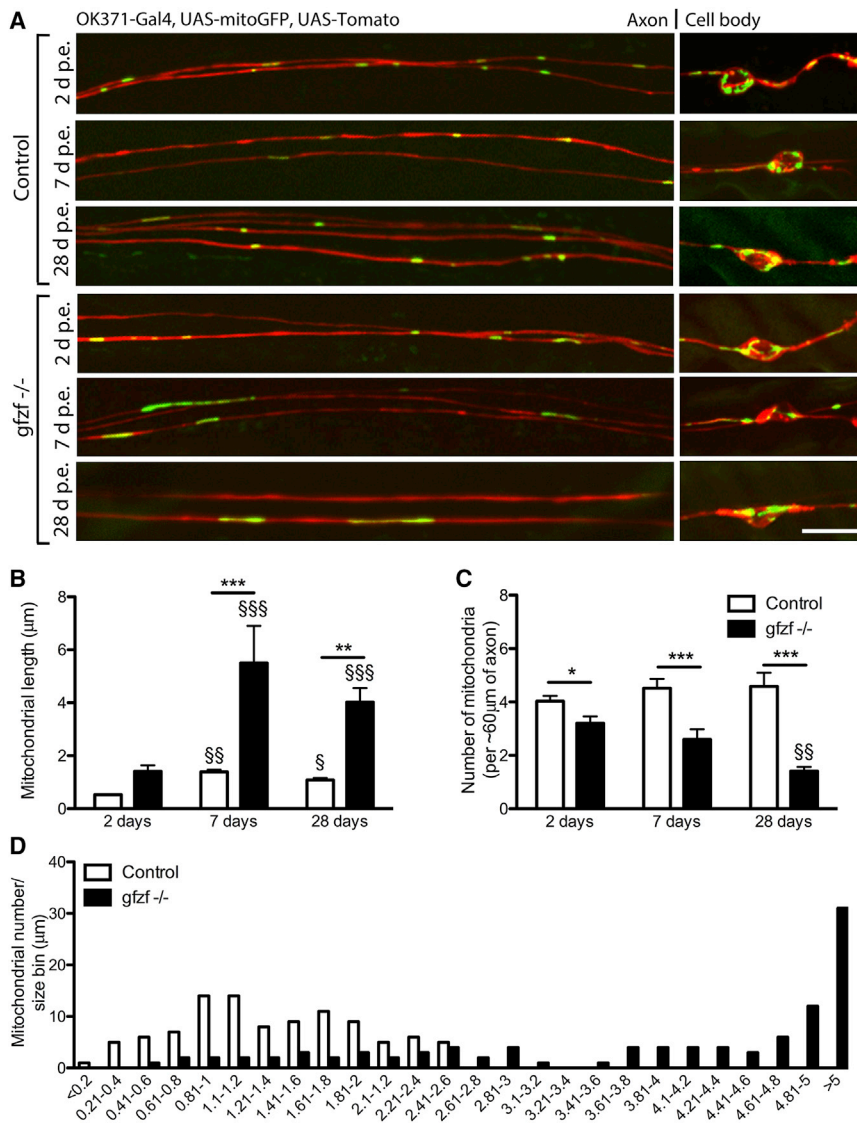 A
OK371-Gal4, UAS-mitoGFP, UAS-Tomato
Axon
Cell body
Control
2 d p.e.
7 d p.e.
28 d p.e.
gfzf -/-
2 d p.e.
7 d p.e.
28 d p.e.
B
Mitochondrial length (μm)
8
6
4
2
0
***
§§§
**
§§§
§§
§
2 days
7 days
28 days
C
Number of mitochondria
(per ~60μm of axon)
8
6
4
2
0
Control
gfzf -/-
*
***
***
§§
2 days
7 days
28 days
D
Mitochondrial number/
size bin (μm)
40
30
20
10
0
Control
gfzf -/-
<0.2
0.21-0.4
0.41-0.6
0.61-0.8
0.81-1
1.1-1.2
1.21-1.4
1.41-1.6
1.61-1.8
1.81-2
2.1-1.2
2.21-2.4
2.41-2.6
2.61-2.8
2.81-3
3.1-3.2
3.21-3.4
3.41-3.6
3.61-3.8
3.81-4
4.1-4.2
4.21-4.4
4.41-4.6
4.61-4.8
4.81-5
>5